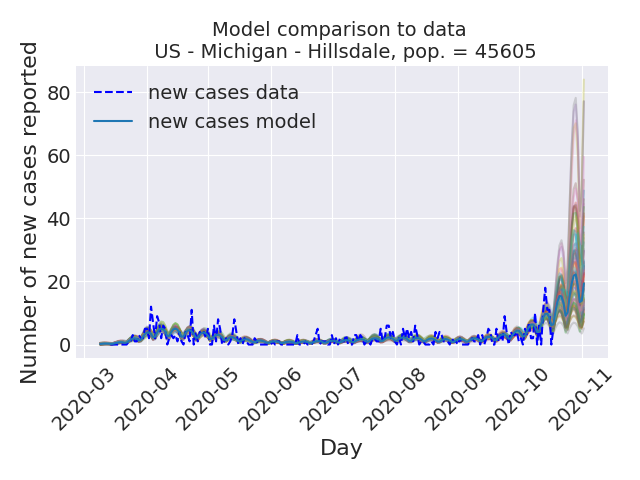 Model comparison to data
US - Michigan - Hillsdale, pop. = 45605
Number of new cases reported
80
60
40
20
0
new cases data
new cases model
2020-03
2020-04
2020-05
2020-06
2020-07
2020-08
2020-09
2020-10
2020-11
Day